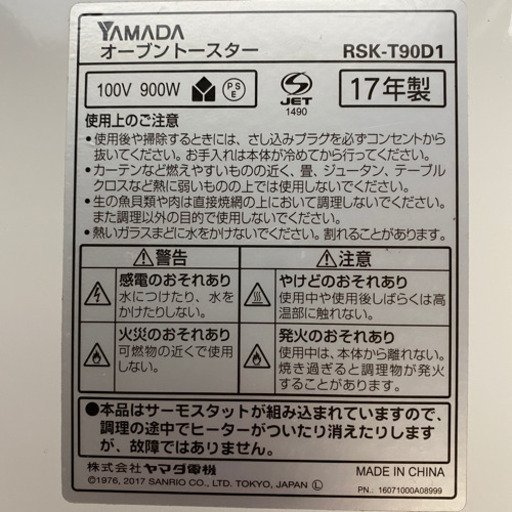 YAMADA
オーブントースター RSK-T90D1
100V 900W PSE JET 1490 17年製
使用上のご注意
●使用後や掃除するときには、さし込みプラグを必ずコンセントから
抜いてください。お手入れは本体が冷めてから行ってください。
●カーテンなど燃えやすいものの近く、畳、ジュータン、テーブル
クロスなど熱に弱いものの上では使用しないでください。
●生の魚貝類や肉は直接焼網の上において調理しないでください。
また調理以外の目的で使用しないでください。
●熱いガラスまどに水をかけないでください。割れることがあります。
警告
感電のおそれあり
水につけたり、水を
かけたりしない。
火災のおそれあり
可燃物の近くで使用
しない。
注意
やけどのおそれあり
使用中や使用後しばらくは高
温部に触れない。
発火のおそれあり
使用中は、本体から離れない。
焼き過ぎると調理物が発火
することがあります。
●本品はサーモスタットが組み込まれていますので、
調理の途中でヒーターがついたり消えたりします
が、故障ではありません。
株式会社 ヤマダ電機 MADE IN CHINA
©1976, 2017 SANRIO CO., LTD. TOKYO, JAPAN Ⓛ PN.: 16071000A08999